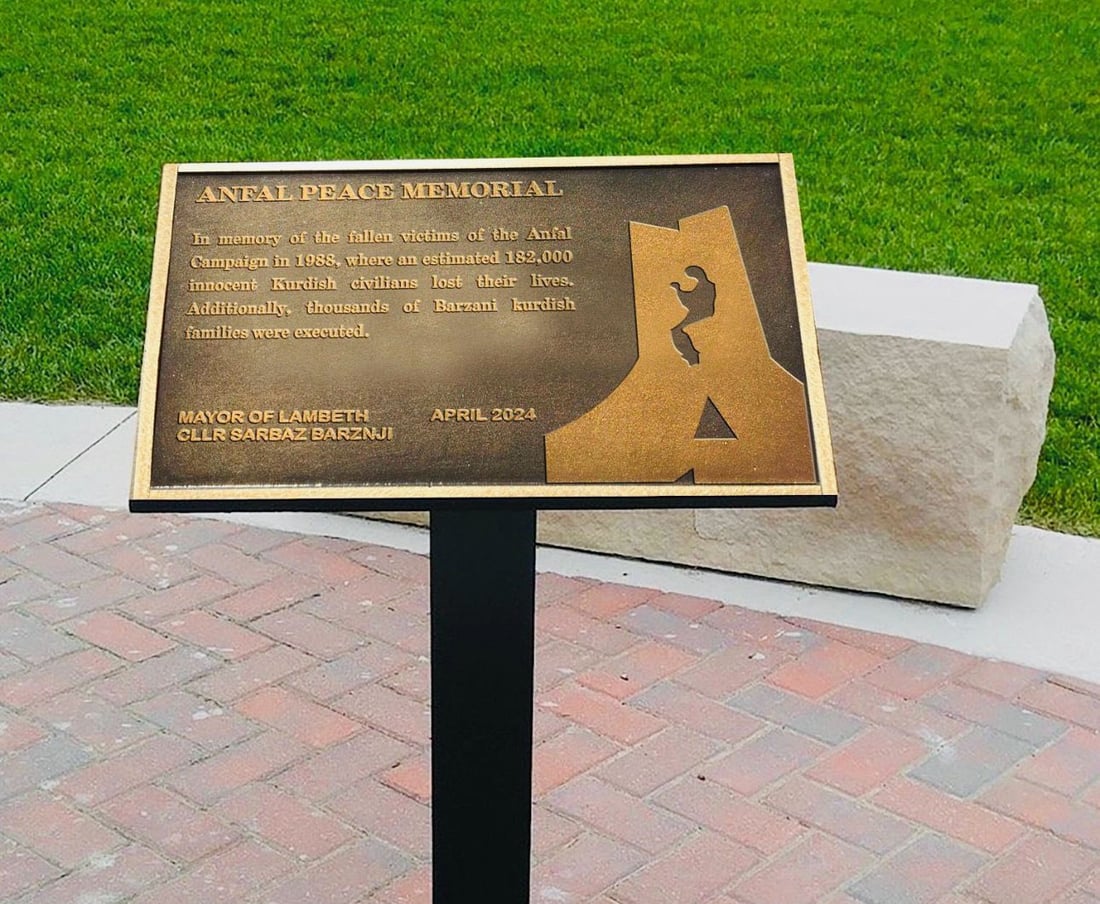 ANFAL PEACE MEMORIAL
In memory of the fallen victims of the Anfal
Campaign in 1988, where an estimated 182,000
innocent Kurdish civilians lost their lives.
Additionally, thousands of Barzani kurdish
families were executed.
MAYOR OF LAMBETH APRIL 2024
CLLR SARBAZ BARZNJI